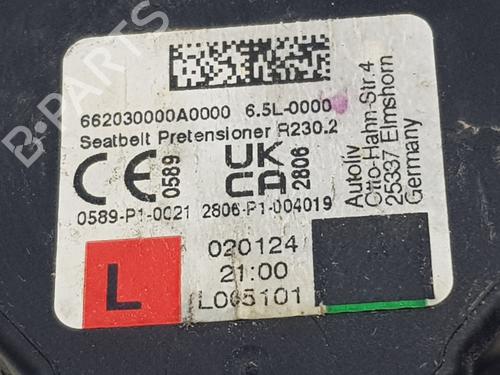 662030000A0000 6.5L-0000
Seatbelt Pretensioner R230.2
CE 0589
UK CA 2806
0589-P1-0021 2806-P1-004019
Autoliv
Otto-Hahn-Str.4
25337 Elmshorn
Germany
L
020124
21:00
L005101
B-PARTS